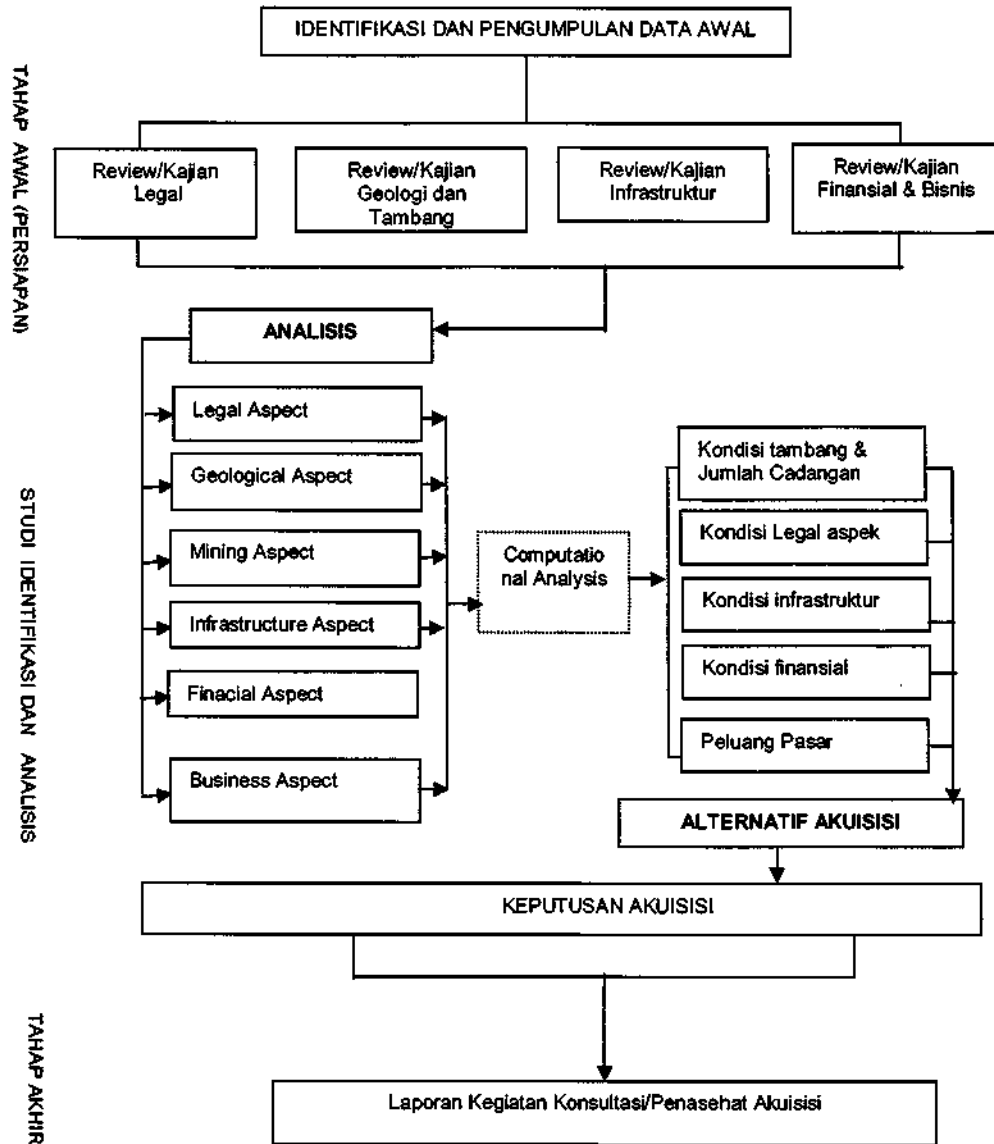 IDENTIFIKASI DAN PENGUMPULAN DATA AWAL
TAHAP AWAL (PERSIAPAN)
Review/Kajian
Legal
Review/Kajian
Geologi dan
Tambang
Review/Kajian
Infrastruktur
Review/Kajian
Finansial & Bisnis
STUDI IDENTIFIKASI DAN ANALISIS
ANALISIS
Legal Aspect
Geological Aspect
Mining Aspect
Infrastructure Aspect
Finacial Aspect
Business Aspect
Computatio
nal Analysis
Kondisi tambang &
Jumlah Cadangan
Kondisi Legal aspek
Kondisi infrastruktur
Kondisi finansial
Peluang Pasar
ALTERNATIF AKUISISI
KEPUTUSAN AKUISISI
TAHAP AKHIR
Laporan Kegiatan Konsultasi/Penasehat Akuisisi